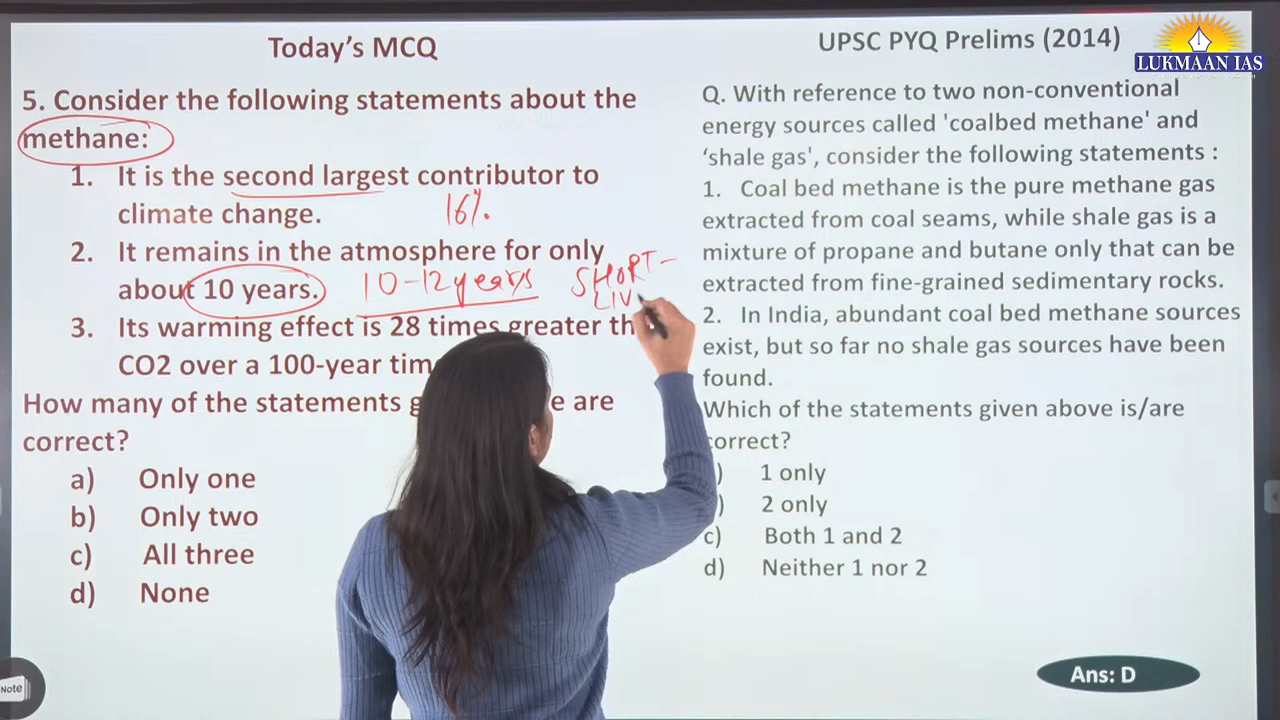 Today's MCQ
5. Consider the following statements about the
methane:
1. It is the second largest contributor to
climate change.
16%.
2. It remains in the atmosphere for only
about 10 years.
10-12 years
SHORT-
LIV
3. Its warming effect is 28 times greater
CO2 over a 100-year
How many of the statements are
correct?
a) Only one
b) Only two
c) All three
d) None
UPSC PYQ Prelims (2014)
LUKMAAN IAS
Q. With reference to two non-conventional
energy sources called 'coalbed methane' and
‘shale gas', consider the following statements :
1. Coal bed methane is the pure methane gas
extracted from coal seams, while shale gas is a
mixture of propane and butane only that can be
extracted from fine-grained sedimentary rocks.
2. In India, abundant coal bed methane sources
exist, but so far no shale gas sources have been
found.
Which of the statements given above is/are
correct?
1 only
2 only
c) Both 1 and 2
d) Neither 1 nor 2
Ans: D
Note